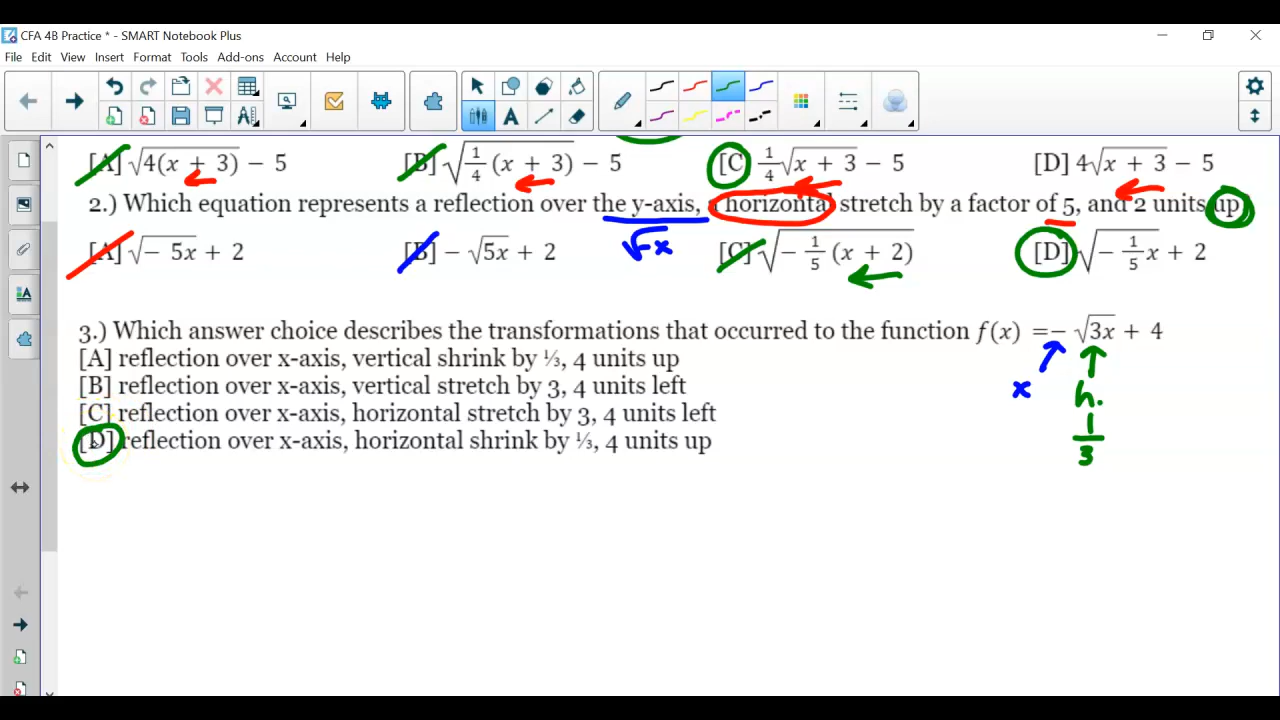 CFA 4B Practice * - SMART Notebook Plus
File Edit View Insert Format Tools Add-ons Account Help
[A] √4(x + 3) − 5 [B] √1/4 (x + 3) − 5 [C 1/4 √x + 3 − 5 [D] 4√x + 3 − 5
2.) Which equation represents a reflection over the y-axis, a horizontal stretch by a factor of 5, and 2 units up
√-x
[A] √− 5x + 2 [B] − √5x + 2 [C] √− 1/5 (x + 2) [D] √− 1/5 x + 2
3.) Which answer choice describes the transformations that occurred to the function f(x) =− √3x + 4
[A] reflection over x-axis, vertical shrink by ⅓, 4 units up
[B] reflection over x-axis, vertical stretch by 3, 4 units left
[C] reflection over x-axis, horizontal stretch by 3, 4 units left
[D] reflection over x-axis, horizontal shrink by ⅓, 4 units up
x
h.
1/3